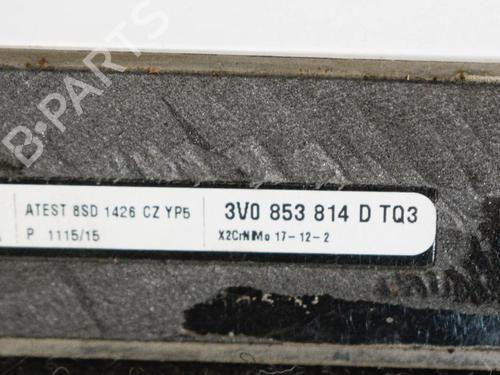 B-PARTS
ATEST 8SD 1426 CZ YP5
3V0 853 814 D TQ3
P 1115/15
X2CrNiMo 17-12-2